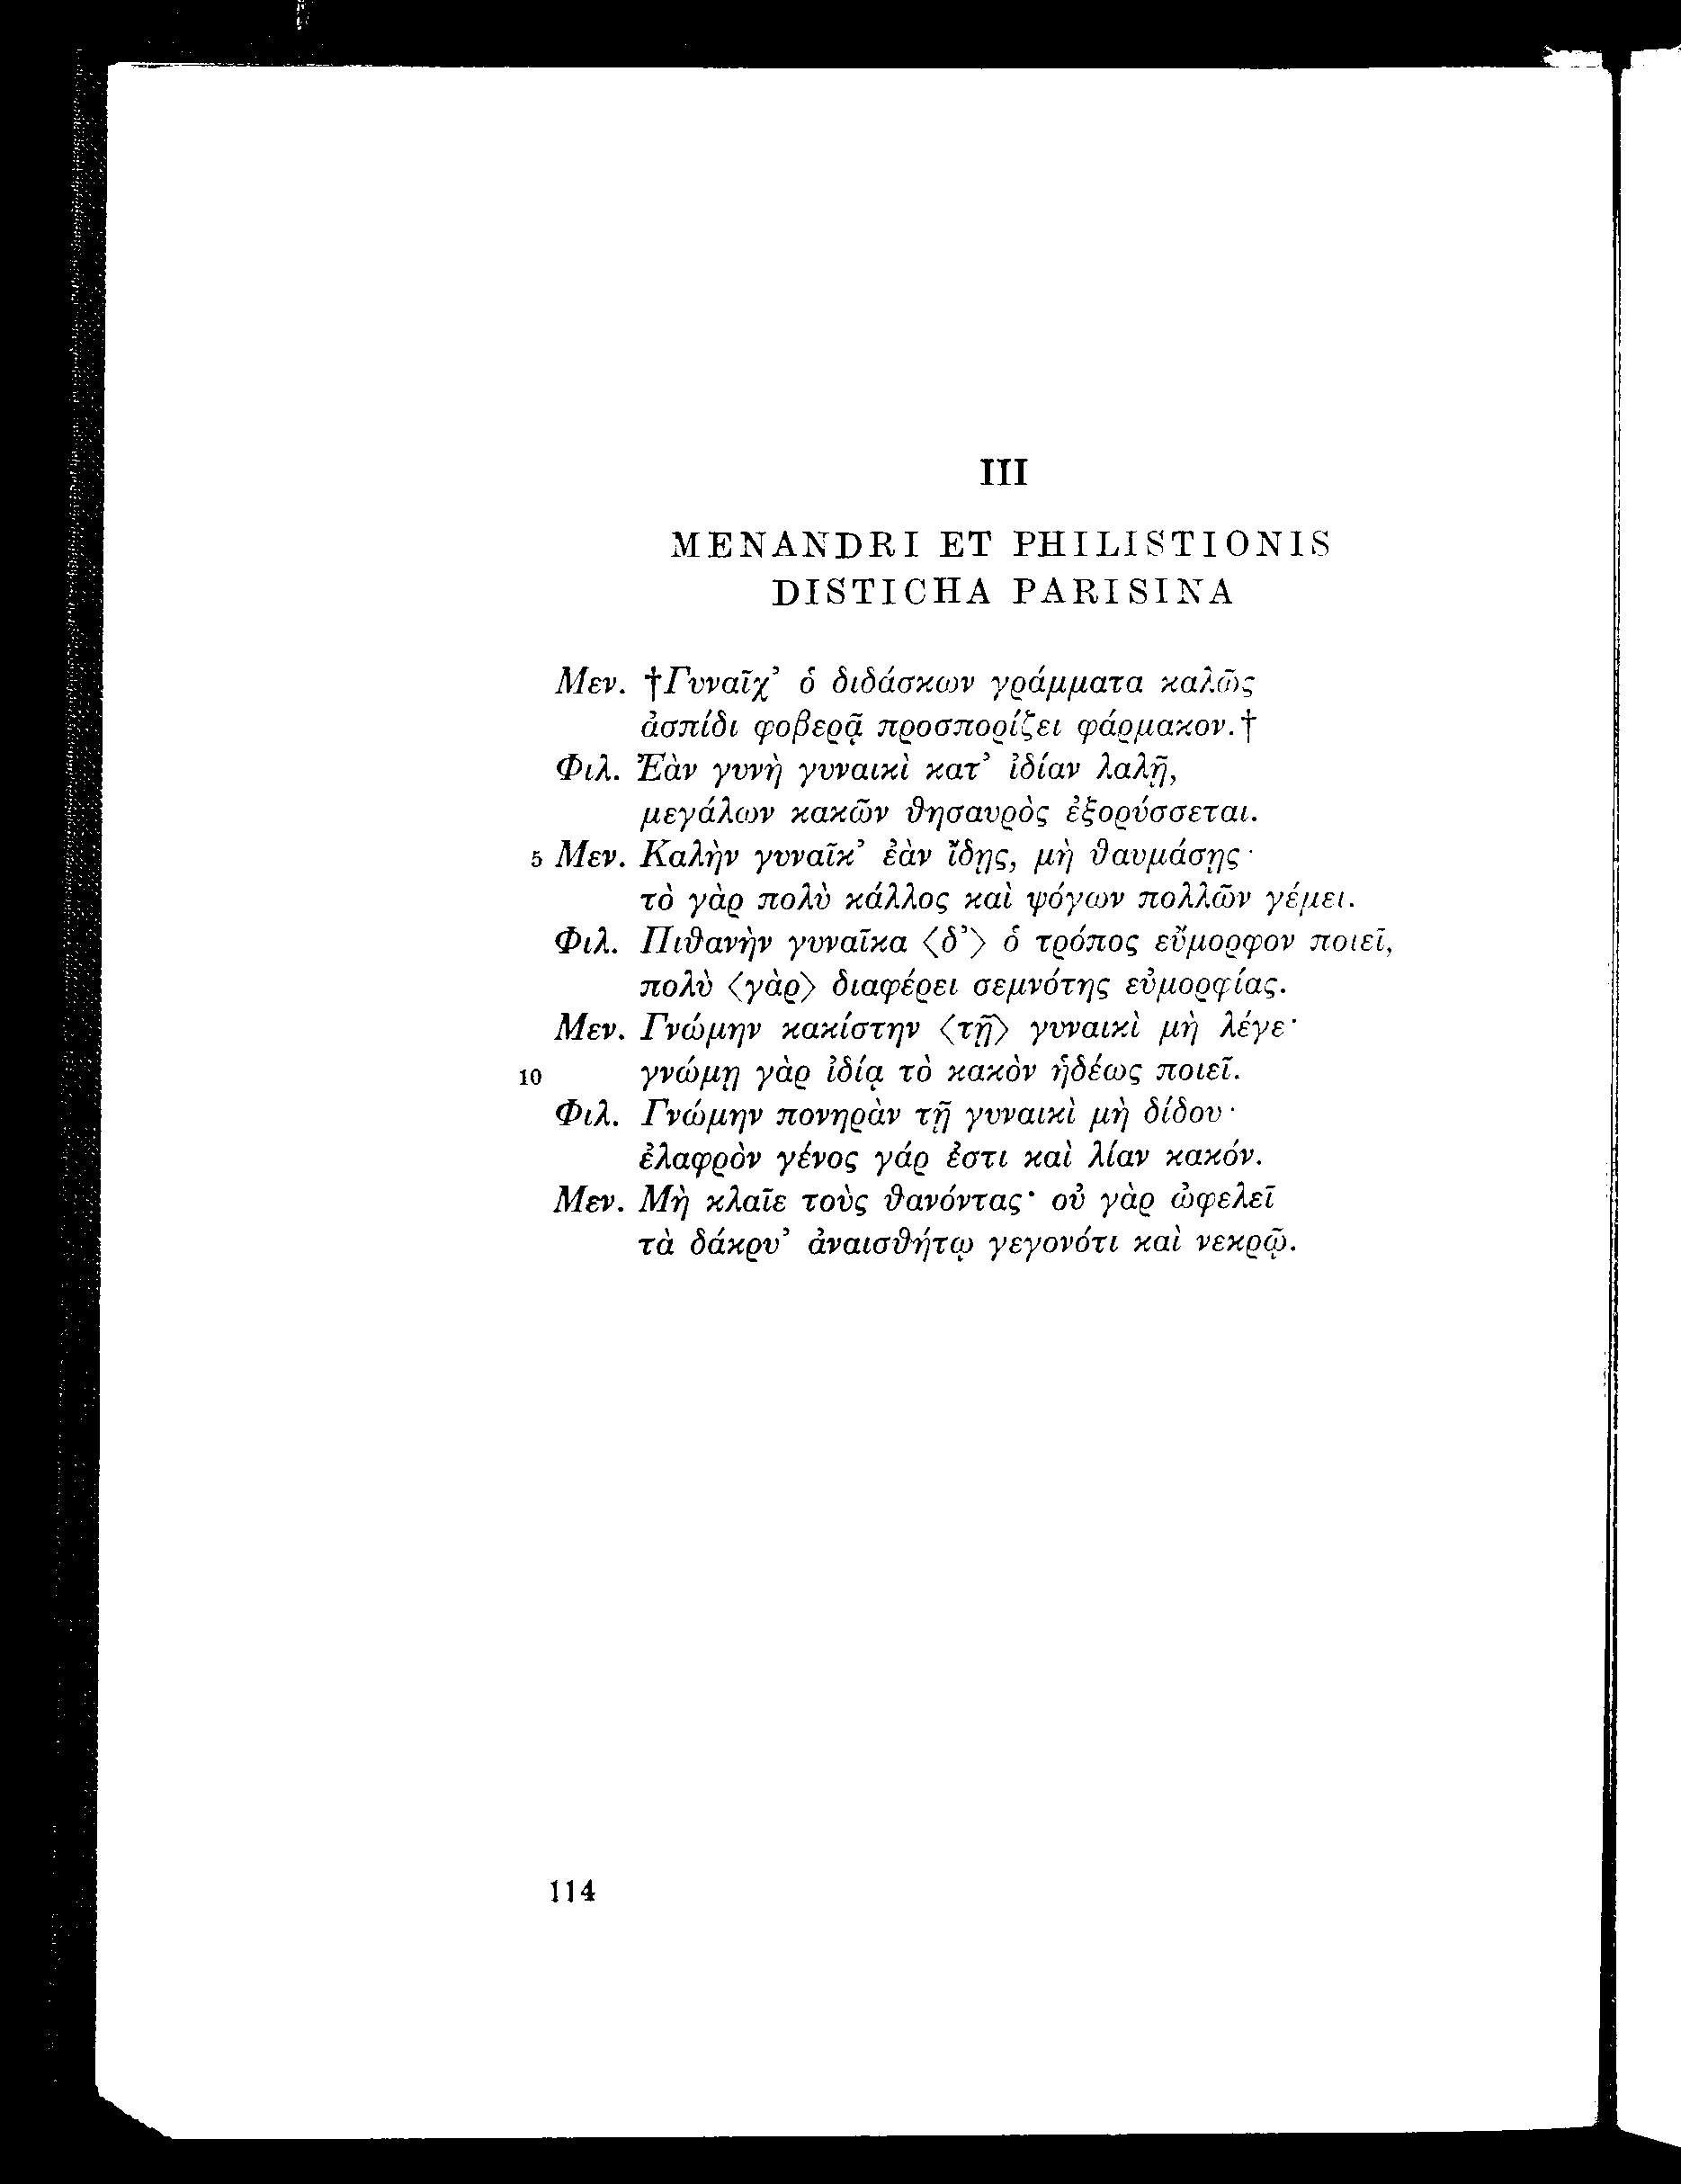 III
MENANDRI ET PHILISTIONIS
DISTICHA PARISINA
Μεν. †Γυναῖχ’ ὁ διδάσκων γράμματα καλῶς
ἀσπίδι φοβερᾷ προσπορίζει φάρμακον.†
Φιλ. Ἐὰν γυνὴ γυναικὶ κατ’ ἰδίαν λαλῇ,
μεγάλων κακῶν θησαυρὸς ἐξορύσσεται.
5 Μεν. Καλὴν γυναῖκ’ ἐὰν ἴδῃς, μὴ θαυμάσῃς·
τὸ γὰρ πολὺ κάλλος καὶ ψόγων πολλῶν γέμει.
Φιλ. Πιθανὴν γυναῖκα ⟨δ’⟩ ὁ τρόπος εὔμορφον ποιεῖ,
πολὺ ⟨γὰρ⟩ διαφέρει σεμνότης εὐμορφίας.
Μεν. Γνώμην κακίστην ⟨τῇ⟩ γυναικὶ μὴ λέγε·
10 γνώμῃ γὰρ ἰδίᾳ τὸ κακὸν ἡδέως ποιεῖ.
Φιλ. Γνώμην πονηρὰν τῇ γυναικὶ μὴ δίδου·
ἐλαφρὸν γένος γάρ ἐστι καὶ λίαν κακόν.
Μεν. Μὴ κλαῖε τοὺς θανόντας· οὐ γὰρ ὠφελεῖ
τὰ δάκρυ’ ἀναισθήτῳ γεγονότι καὶ νεκρῷ.
114